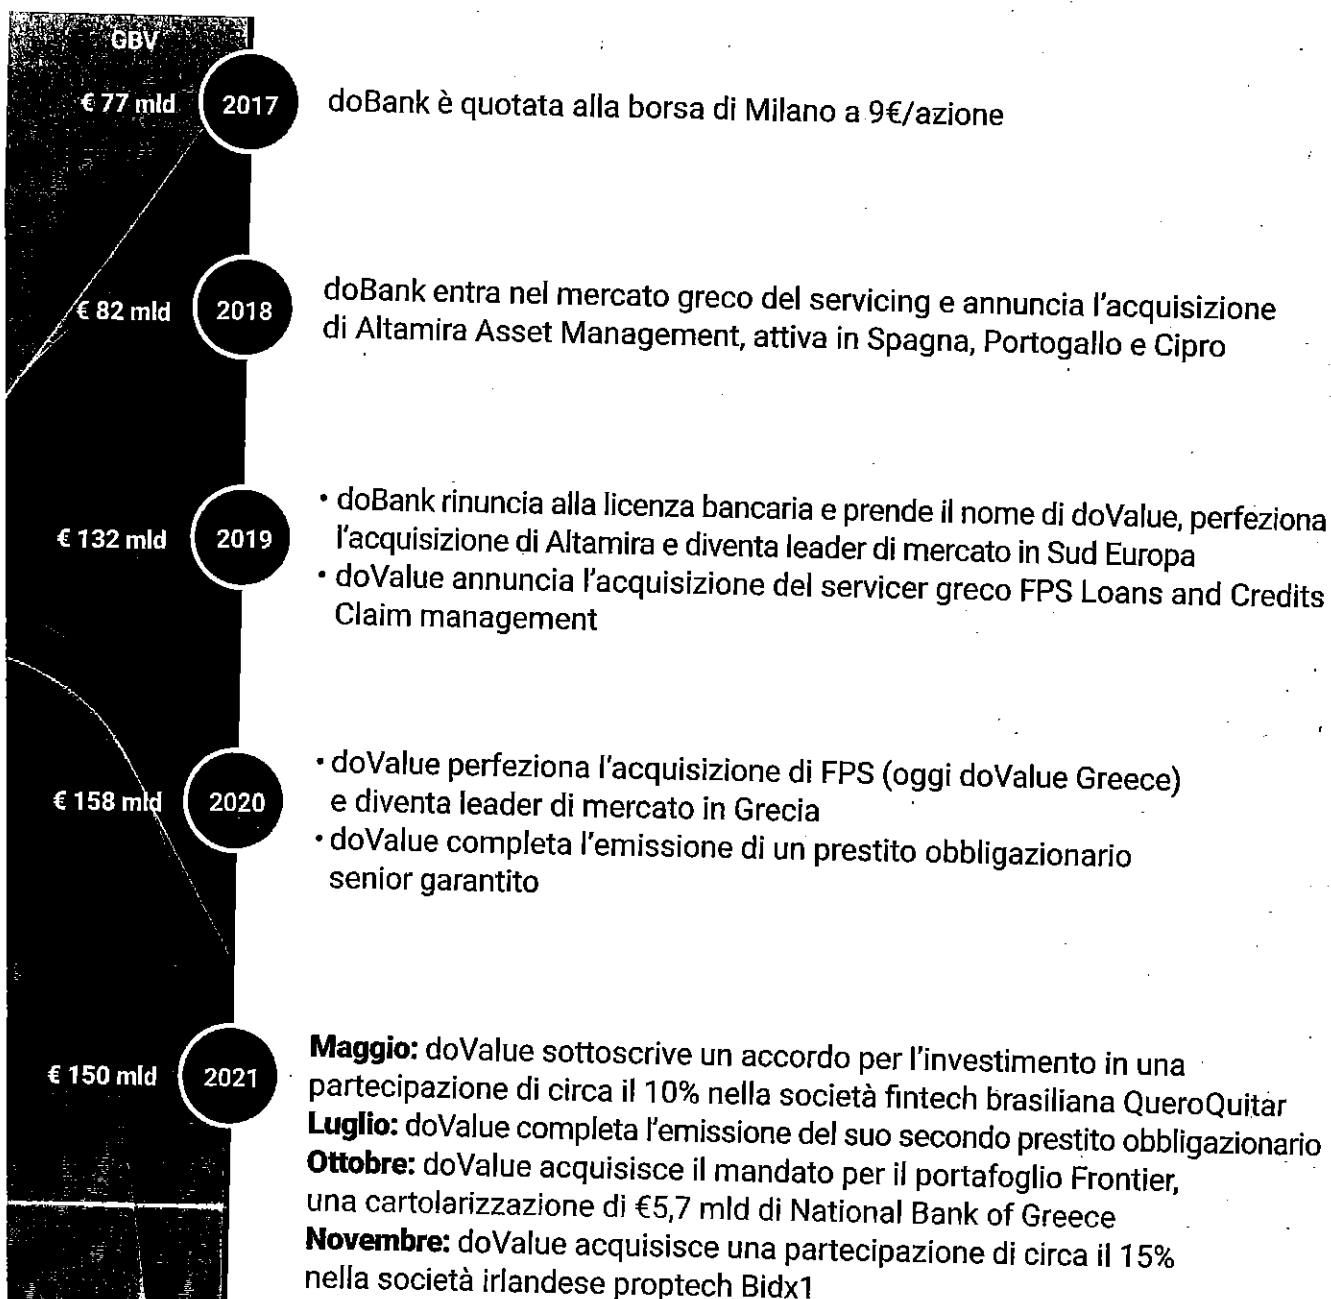 GBV
€ 77 mld 2017 doBank è quotata alla borsa di Milano a 9€/azione
€ 82 mld 2018 doBank entra nel mercato greco del servicing e annuncia l'acquisizione
di Altamira Asset Management, attiva in Spagna, Portogallo e Cipro
€ 132 mld 2019 • doBank rinuncia alla licenza bancaria e prende il nome di doValue, perfeziona
l'acquisizione di Altamira e diventa leader di mercato in Sud Europa
• doValue annuncia l'acquisizione del servicer greco FPS Loans and Credits
Claim management
€ 158 mld 2020 • doValue perfeziona l'acquisizione di FPS (oggi doValue Greece)
e diventa leader di mercato in Grecia
• doValue completa l'emissione di un prestito obbligazionario
senior garantito
€ 150 mld 2021 Maggio: doValue sottoscrive un accordo per l'investimento in una
partecipazione di circa il 10% nella società fintech brasiliana QueroQuitar
Luglio: doValue completa l'emissione del suo secondo prestito obbligazionario
Ottobre: doValue acquisisce il mandato per il portafoglio Frontier,
una cartolarizzazione di €5,7 mld di National Bank of Greece
Novembre: doValue acquisisce una partecipazione di circa il 15%
nella società irlandese proptech Bidx1